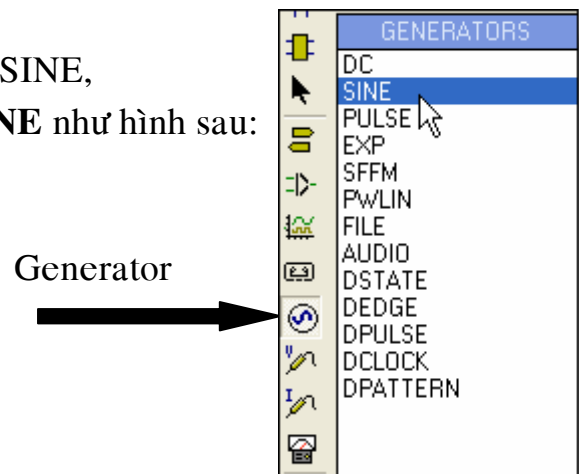 SINE,
NE như hình sau:
Generator
GENERATORS
DC
SINE
PULSE
EXP
SFFM
PWLIN
FILE
AUDIO
DSTATE
DEDGE
DPULSE
DCLOCK
DPATTERN